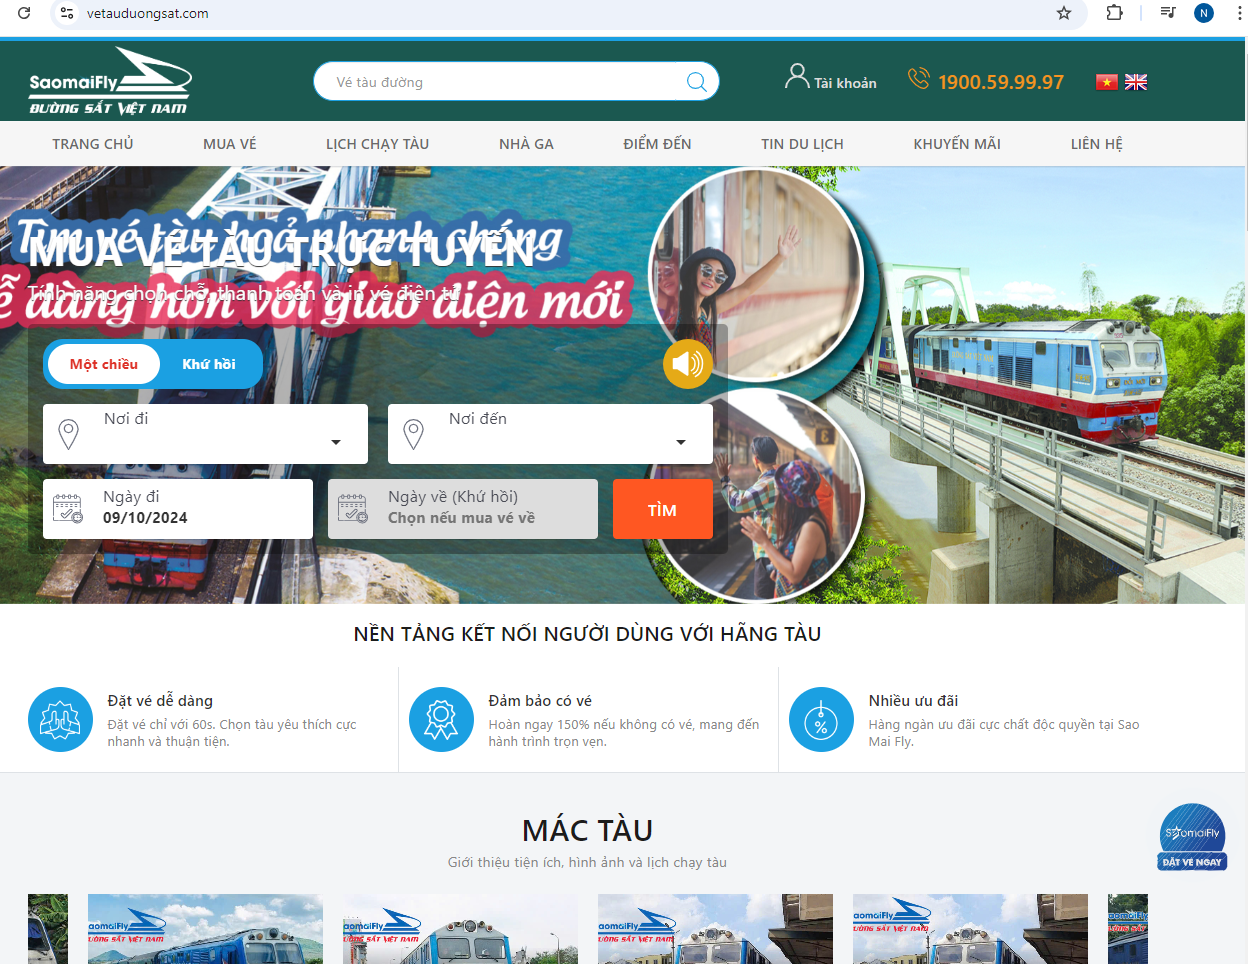 vetauduongsat.com
N
SaomaiFly
ĐƯỜNG SẮT VIỆT NAM
Vé tàu đường
Tài khoản
1900.59.99.97
TRANG CHỦ
MUA VÉ
LỊCH CHẠY TÀU
NHÀ GA
ĐIỂM ĐẾN
TIN DU LỊCH
KHUYẾN MÃI
LIÊN HỆ
Tìm vé tàu hoả nhanh chóng
MUA VÉ TÀU TRỰC TUYẾN
Tính năng chọn chỗ, thanh toán và in vé điện tử
ễ dàng hơn với giao diện mới
Một chiều
Khứ hồi
Nơi đi
Nơi đến
Ngày đi
09/10/2024
Ngày về (Khứ hồi)
Chọn nếu mua vé về
TÌM
3
NỀN TẢNG KẾT NỐI NGƯỜI DÙNG VỚI HÃNG TÀU
Đặt vé dễ dàng
Đặt vé chỉ với 60s. Chọn tàu yêu thích cực
nhanh và thuận tiện.
Đảm bảo có vé
Hoàn ngay 150% nếu không có vé, mang đến
hành trình trọn vẹn.
%
Nhiều ưu đãi
Hàng ngàn ưu đãi cực chất độc quyền tại Sao
Mai Fly.
MÁC TÀU
Giới thiệu tiện ích, hình ảnh và lịch chạy tàu
SaomaiFly
ĐẶT VÉ NGAY
aomaiFly
ƯỜNG SẮT VIỆT NAM
aomaiFly
ƯỜNG SẮT VIỆT NAM
aomaiFly
ƯỜNG SẮT VIỆT NAM
aomaiFly
ƯỜNG SẮT VIỆT NAM
aomaiFly
ƯỜNG SẮT